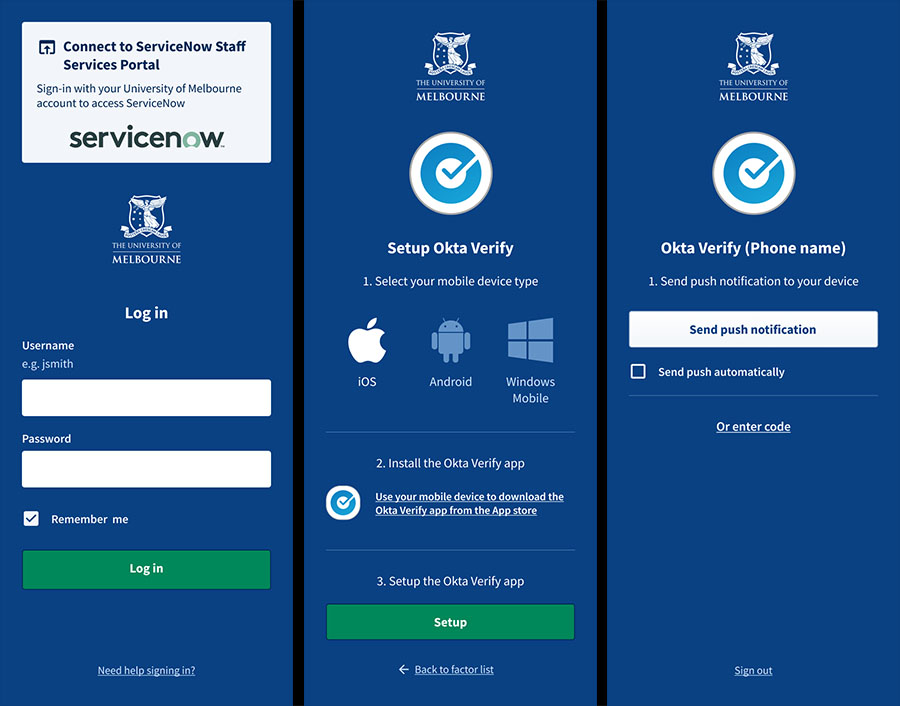 Connect to ServiceNow Staff
Services Portal
Sign-in with your University of Melbourne
account to access ServiceNow
servicenow™
THE UNIVERSITY OF
MELBOURNE
Log in
Username
e.g. jsmith
Password
Remember me
Log in
Need help signing in?
THE UNIVERSITY OF
MELBOURNE
Setup Okta Verify
1. Select your mobile device type
iOS
Android
Windows
Mobile
2. Install the Okta Verify app
Use your mobile device to download the
Okta Verify app from the App store
3. Setup the Okta Verify app
Setup
Back to factor list
THE UNIVERSITY OF
MELBOURNE
Okta Verify (Phone name)
1. Send push notification to your device
Send push notification
Send push automatically
Or enter code
Sign out